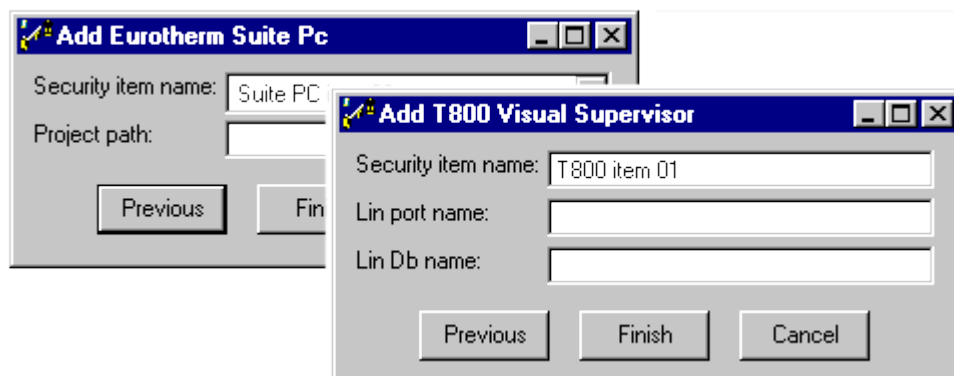 Add Eurotherm Suite Pc
Security item name: Suite PC
Project path:
Previous
Add T800 Visual Supervisor
Security item name: T800 item 01
Lin port name:
Lin Db name:
Previous Finish Cancel